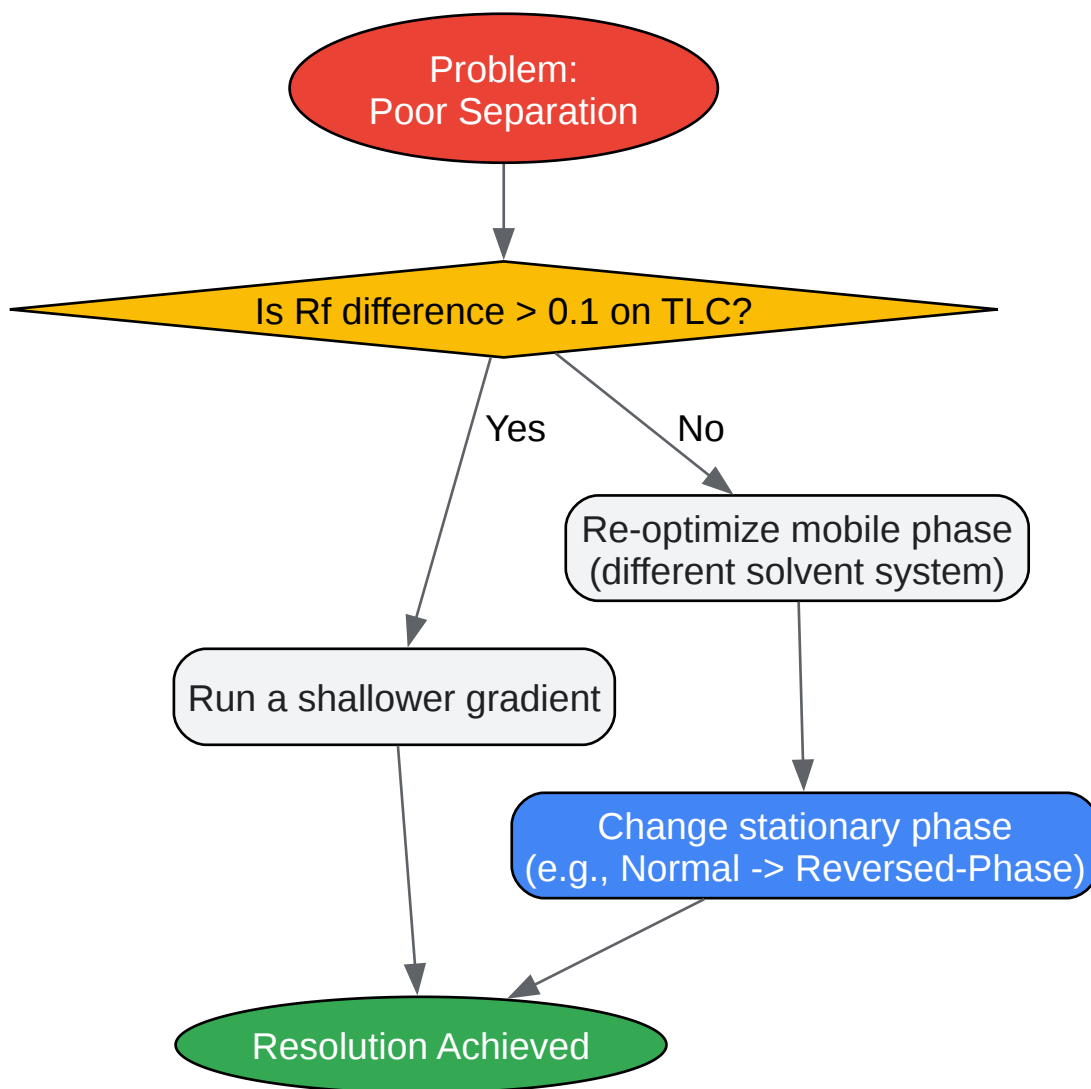 Problem:
Poor Separation
Is Rf difference > 0.1 on TLC?
Yes
No
Re-optimize mobile phase
(different solvent system)
Run a shallower gradient
Change stationary phase
(e.g., Normal -> Reversed-Phase)
Resolution Achieved